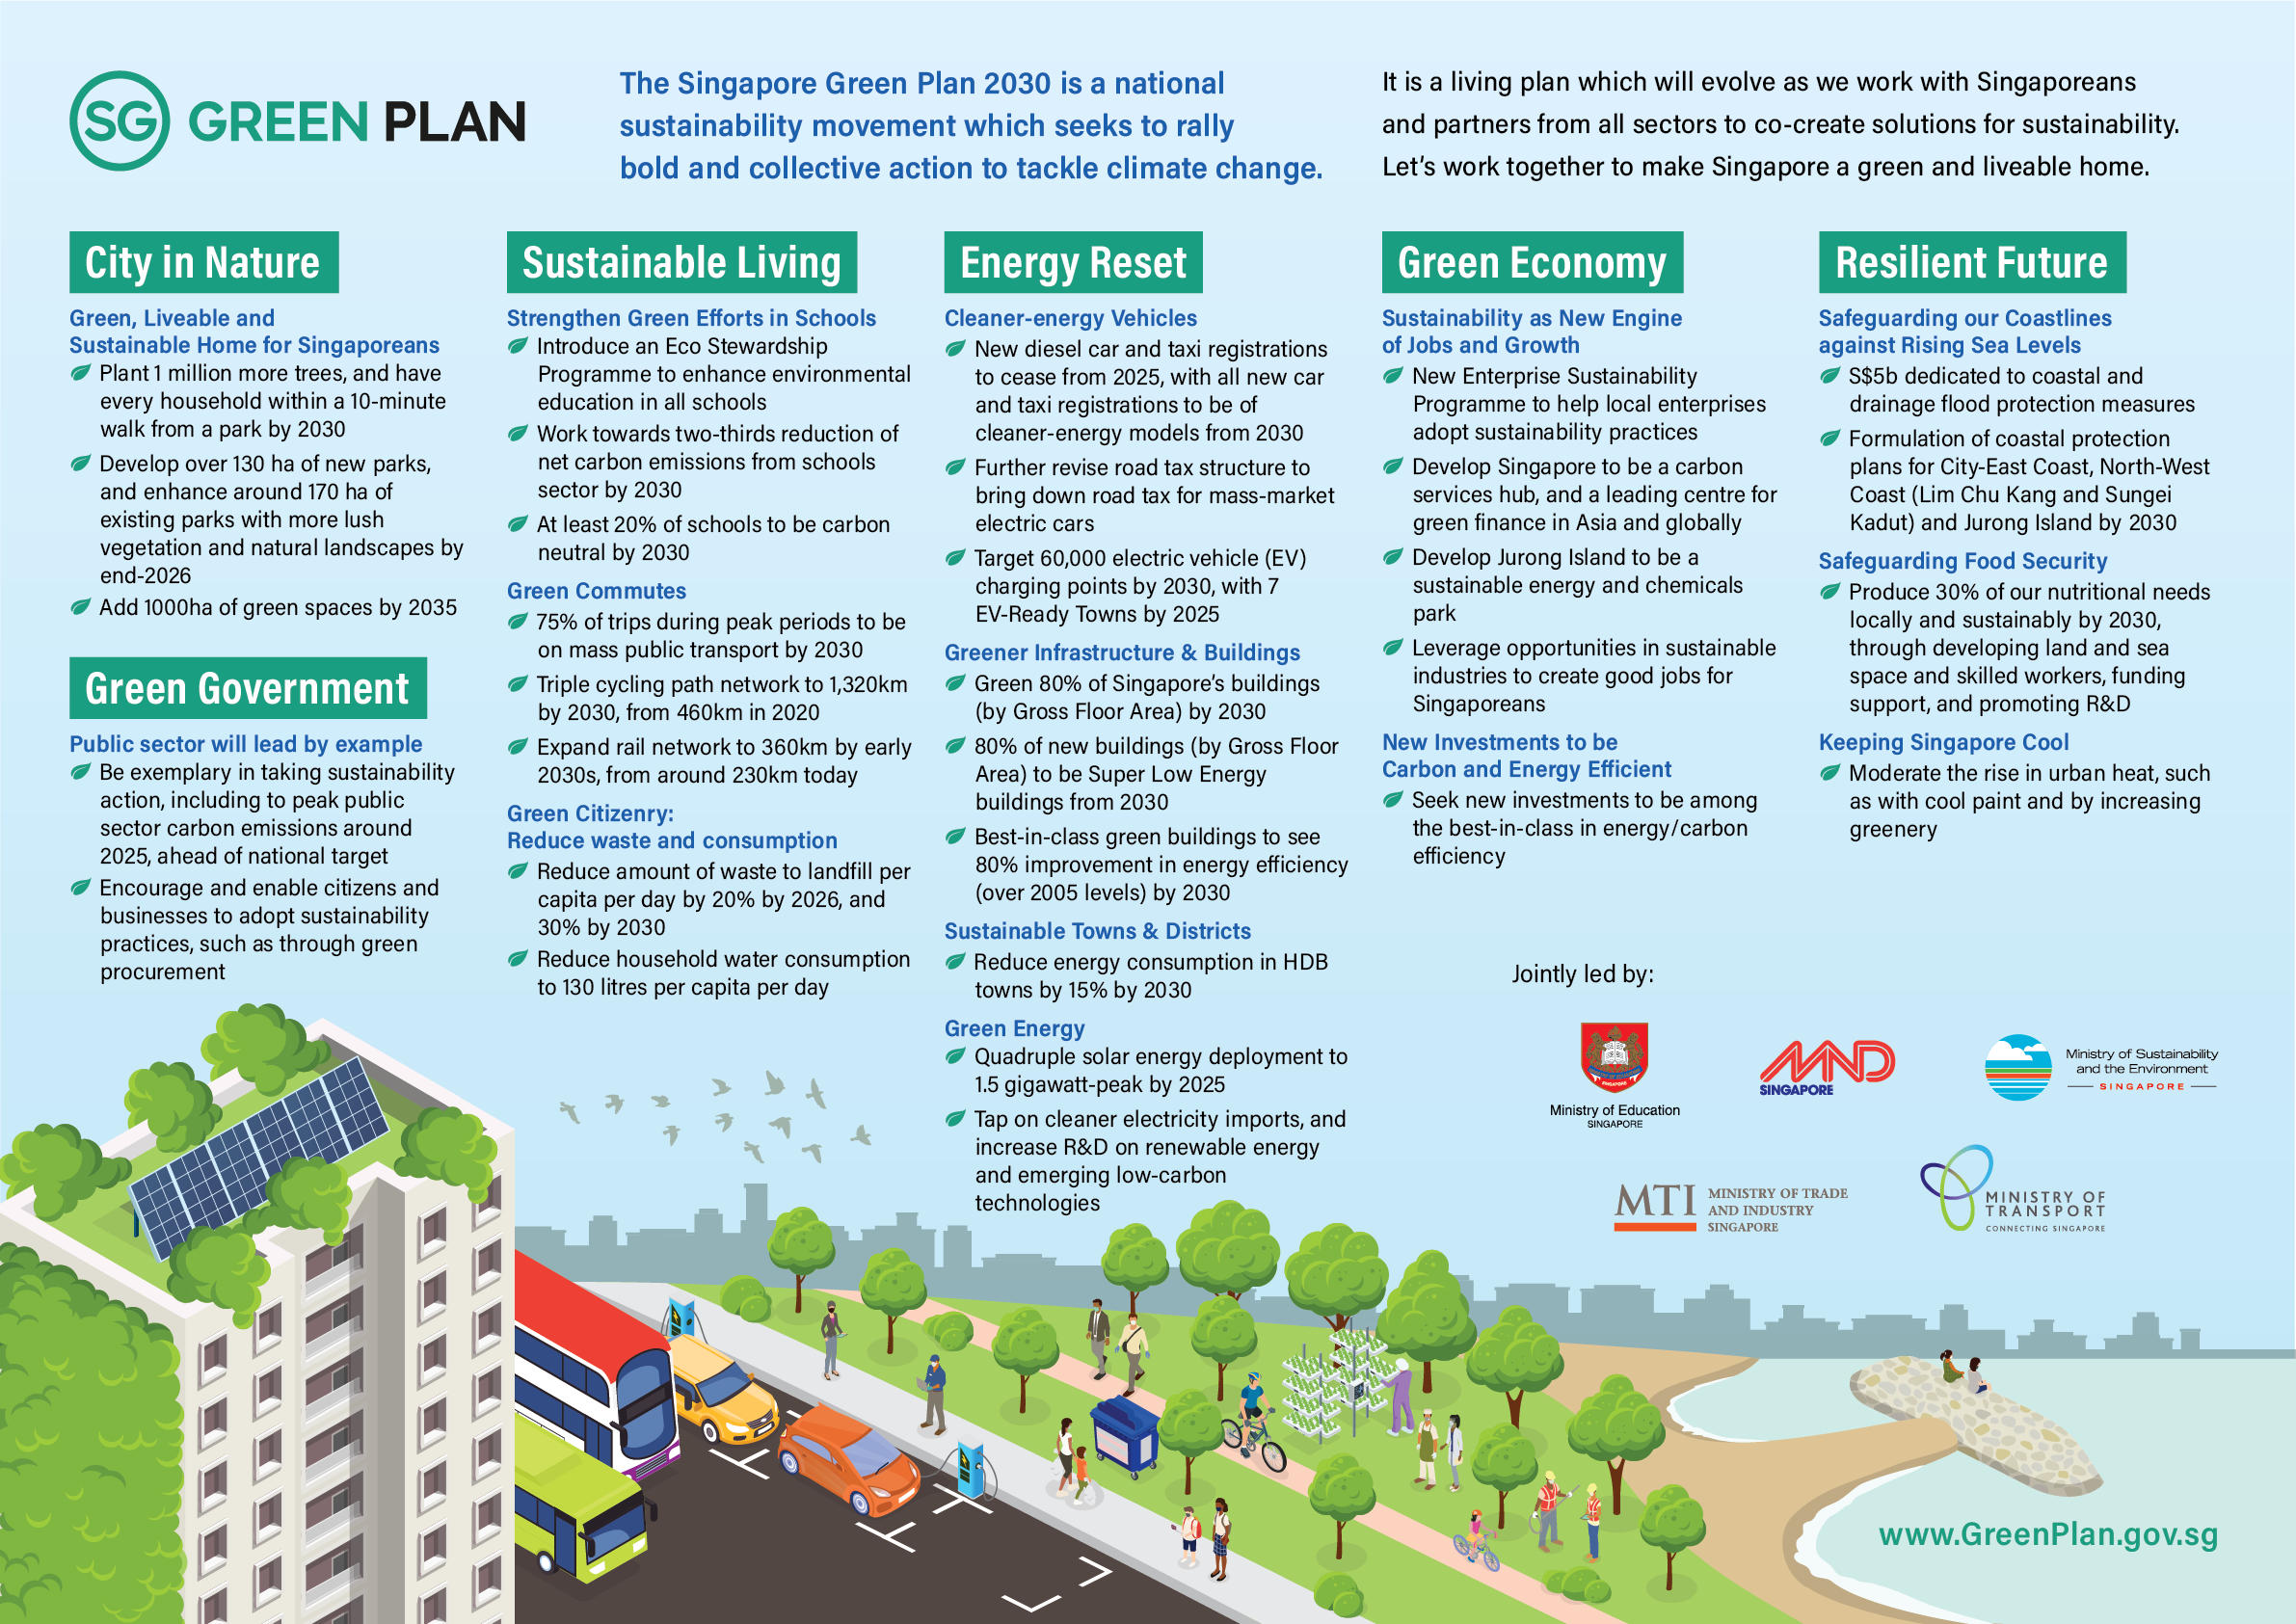 SG GREEN PLAN
The Singapore Green Plan 2030 is a national
sustainability movement which seeks to rally
bold and collective action to tackle climate change.
It is a living plan which will evolve as we work with Singaporeans
and partners from all sectors to co-create solutions for sustainability.
Let's work together to make Singapore a green and liveable home.
City in Nature
Green, Liveable and
Sustainable Home for Singaporeans
Plant 1 million more trees, and have
every household within a 10-minute
walk from a park by 2030
Develop over 130 ha of new parks,
and enhance around 170 ha of
existing parks with more lush
vegetation and natural landscapes by
end-2026
Add 1000ha of green spaces by 2035
Green Government
Public sector will lead by example
Be exemplary in taking sustainability
action, including to peak public
sector carbon emissions around
2025, ahead of national target
Encourage and enable citizens and
businesses to adopt sustainability
practices, such as through green
procurement
Sustainable Living
Strengthen Green Efforts in Schools
Introduce an Eco Stewardship
Programme to enhance environmental
education in all schools
Work towards two-thirds reduction of
net carbon emissions from schools
sector by 2030
At least 20% of schools to be carbon
neutral by 2030
Green Commutes
75% of trips during peak periods to be
on mass public transport by 2030
Triple cycling path network to 1,320km
by 2030, from 460km in 2020
Expand rail network to 360km by early
2030s, from around 230km today
Green Citizenry:
Reduce waste and consumption
Reduce amount of waste to landfill per
capita per day by 20% by 2026, and
30% by 2030
Reduce household water consumption
to 130 litres per capita per day
Energy Reset
Cleaner-energy Vehicles
New diesel car and taxi registrations
to cease from 2025, with all new car
and taxi registrations to be of
cleaner-energy models from 2030
Further revise road tax structure to
bring down road tax for mass-market
electric cars
Target 60,000 electric vehicle (EV)
charging points by 2030, with 7
EV-Ready Towns by 2025
Greener Infrastructure & Buildings
Green 80% of Singapore's buildings
(by Gross Floor Area) by 2030
80% of new buildings (by Gross Floor
Area) to be Super Low Energy
buildings from 2030
Best-in-class green buildings to see
80% improvement in energy efficiency
(over 2005 levels) by 2030
Sustainable Towns & Districts
Reduce energy consumption in HDB
towns by 15% by 2030
Green Energy
Quadruple solar energy deployment to
1.5 gigawatt-peak by 2025
Tap on cleaner electricity imports, and
increase R&D on renewable energy
and emerging low-carbon
technologies
Green Economy
Sustainability as New Engine
of Jobs and Growth
New Enterprise Sustainability
Programme to help local enterprises
adopt sustainability practices
Develop Singapore to be a carbon
services hub, and a leading centre for
green finance in Asia and globally
Develop Jurong Island to be a
sustainable energy and chemicals
park
Leverage opportunities in sustainable
industries to create good jobs for
Singaporeans
New Investments to be
Carbon and Energy Efficient
Seek new investments to be among
the best-in-class in energy/carbon
efficiency
Resilient Future
Safeguarding our Coastlines
against Rising Sea Levels
S$5b dedicated to coastal and
drainage flood protection measures
Formulation of coastal protection
plans for City-East Coast, North-West
Coast (Lim Chu Kang and Sungei
Kadut) and Jurong Island by 2030
Safeguarding Food Security
Produce 30% of our nutritional needs
locally and sustainably by 2030,
through developing land and sea
space and skilled workers, funding
support, and promoting R&D
Keeping Singapore Cool
Moderate the rise in urban heat, such
as with cool paint and by increasing
greenery
Jointly led by:
Ministry of Education
SINGAPORE
MND
SINGAPORE
Ministry of Sustainability
and the Environment
SINGAPORE
MTI
MINISTRY OF TRADE
AND INDUSTRY
SINGAPORE
MINISTRY OF
TRANSPORT
CONNECTING SINGAPORE
www.GreenPlan.gov.sg